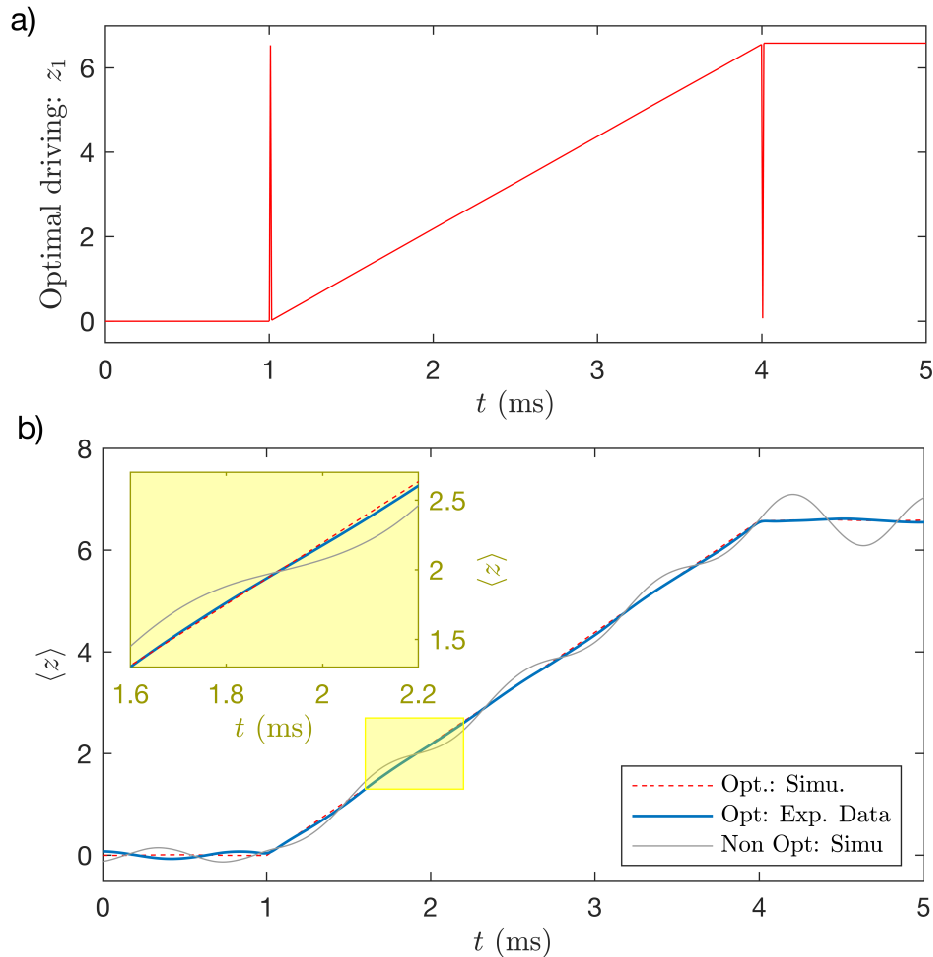 a)
Optimal driving: z₁
6
4
2
0
0 1 2 3 4 5
t (ms)
b)
⟨z⟩
8
6
4
2
0
2.5
2
1.5
⟨z⟩
1.6 1.8 2 2.2
t (ms)
Opt.: Simu.
Opt: Exp. Data
Non Opt: Simu
0 1 2 3 4 5
t (ms)